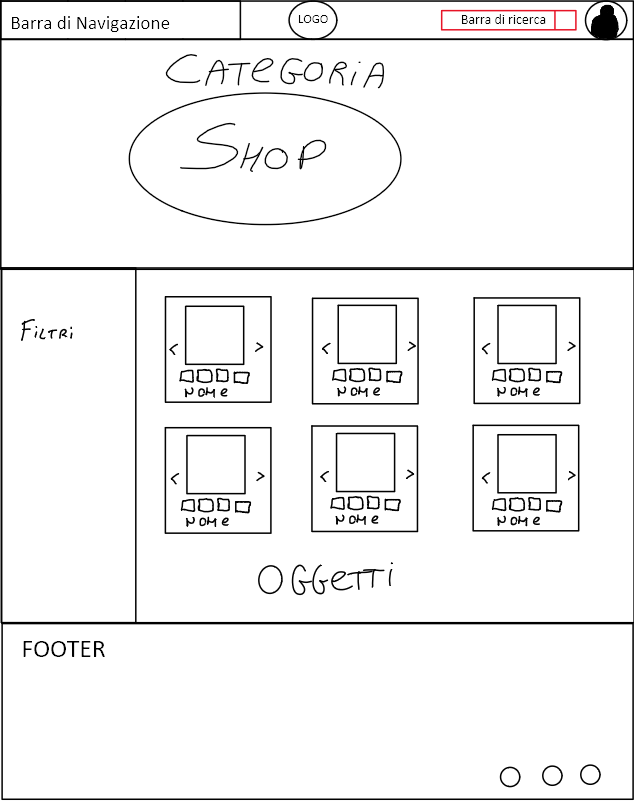 Barra di Navigazione
LOGO
Barra di ricerca
CATEGORIA
SHOP
FILTRI
< >
< >
< >
NOME
NOME
NOME
< >
< >
< >
NOME
NOME
NOME
OGGETTI
FOOTER